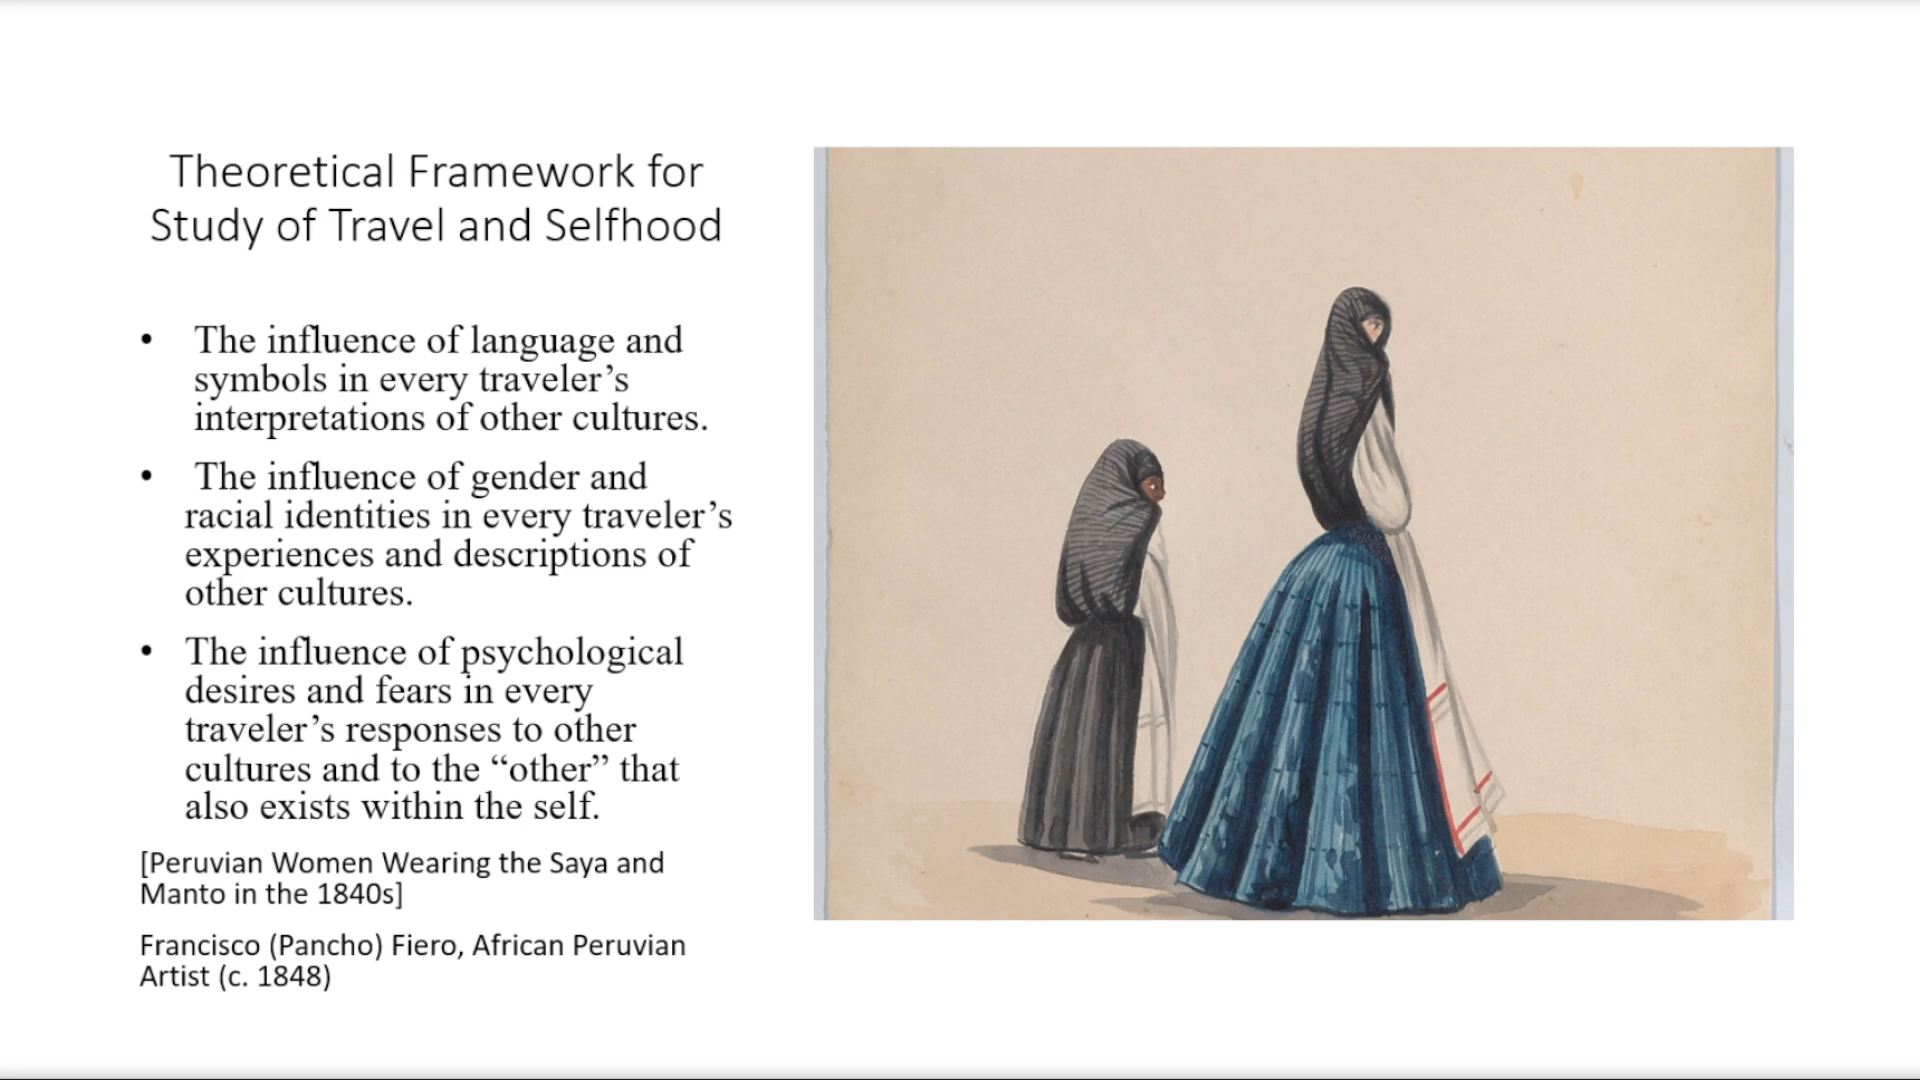 Theoretical Framework for
Study of Travel and Selfhood
• The influence of language and
symbols in every traveler’s
interpretations of other cultures.
• The influence of gender and
racial identities in every traveler’s
experiences and descriptions of
other cultures.
• The influence of psychological
desires and fears in every
traveler’s responses to other
cultures and to the “other” that
also exists within the self.
[Peruvian Women Wearing the Saya and
Manto in the 1840s]
Francisco (Pancho) Fiero, African Peruvian
Artist (c. 1848)